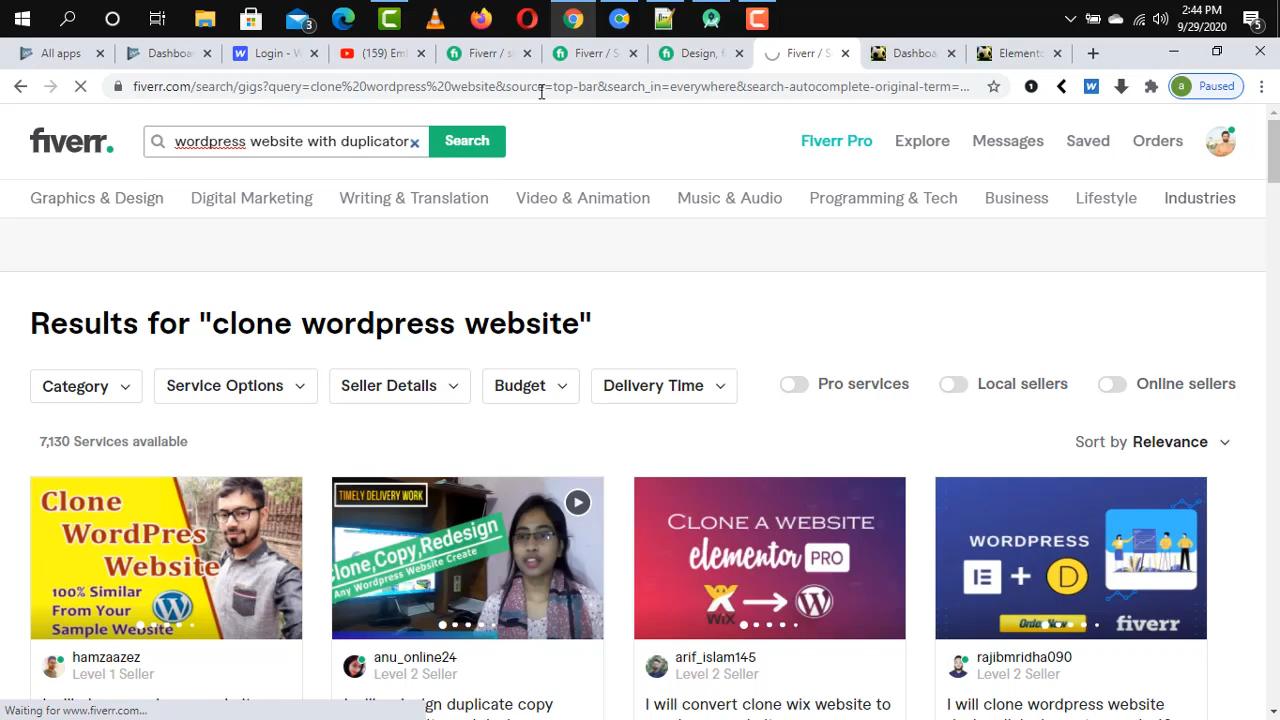 2:44 PM
9/29/2020
3
5
All apps
Dashboa
Login - W
(159) Em
Fiverr / s
Fiverr / S
Design, f
Fiverr / S
Dashboa
Elemento
fiverr.com/search/gigs?query=clone%20wordpress%20website&source=top-bar&search_in=everywhere&search-autocomplete-original-term=...
a Paused
fiverr.
wordpress website with duplicator
Search
Fiverr Pro Explore Messages Saved Orders
Graphics & Design Digital Marketing Writing & Translation Video & Animation Music & Audio Programming & Tech Business Lifestyle Industries
Results for "clone wordpress website"
Category Service Options Seller Details Budget Delivery Time Pro services Local sellers Online sellers
7,130 Services available
Sort by Relevance
Clone
WordPres
Website
100% Similar
From Your
Sample Website
TIMELY DELIVERY WORK
Clone,Copy,Redesign
Any Wordpress Website Create
CLONE A WEBSITE
elementor PRO
WiX
WORDPRESS
E + D
fiverr
hamzaazez
Level 1 Seller
anu_online24
Level 2 Seller
arif_islam145
Level 2 Seller
rajibmridha090
Level 2 Seller
I will convert clone wix website to
I will clone wordpress website
Waiting for www.fiverr.com...